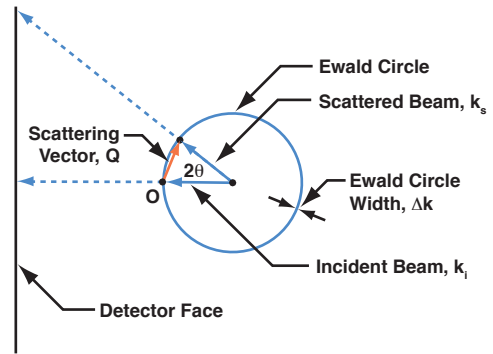 Ewald Circle
Scattered Beam, kₛ
Scattering
Vector, Q
2θ
O
Ewald Circle
Width, Δk
Incident Beam, kᵢ
Detector Face